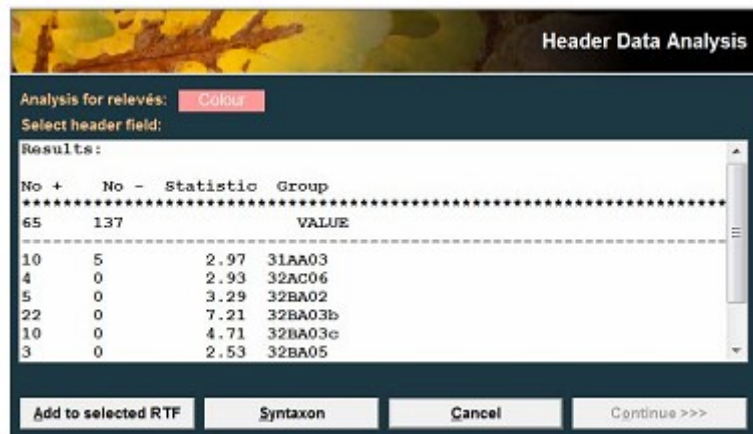 Header Data Analysis
Analysis for relevés: Colour
Select header field:
Results:
No + No - Statistic Group
************************************************************************
65 137 VALUE
------------------------------------------------------------------------
10 5 2.97 31AA03
4 0 2.93 32AC06
5 0 3.29 32BA02
22 0 7.21 32BA03b
10 0 4.71 32BA03c
3 0 2.53 32BA05
Add to selected RTF Syntaxon Cancel Continue >>>